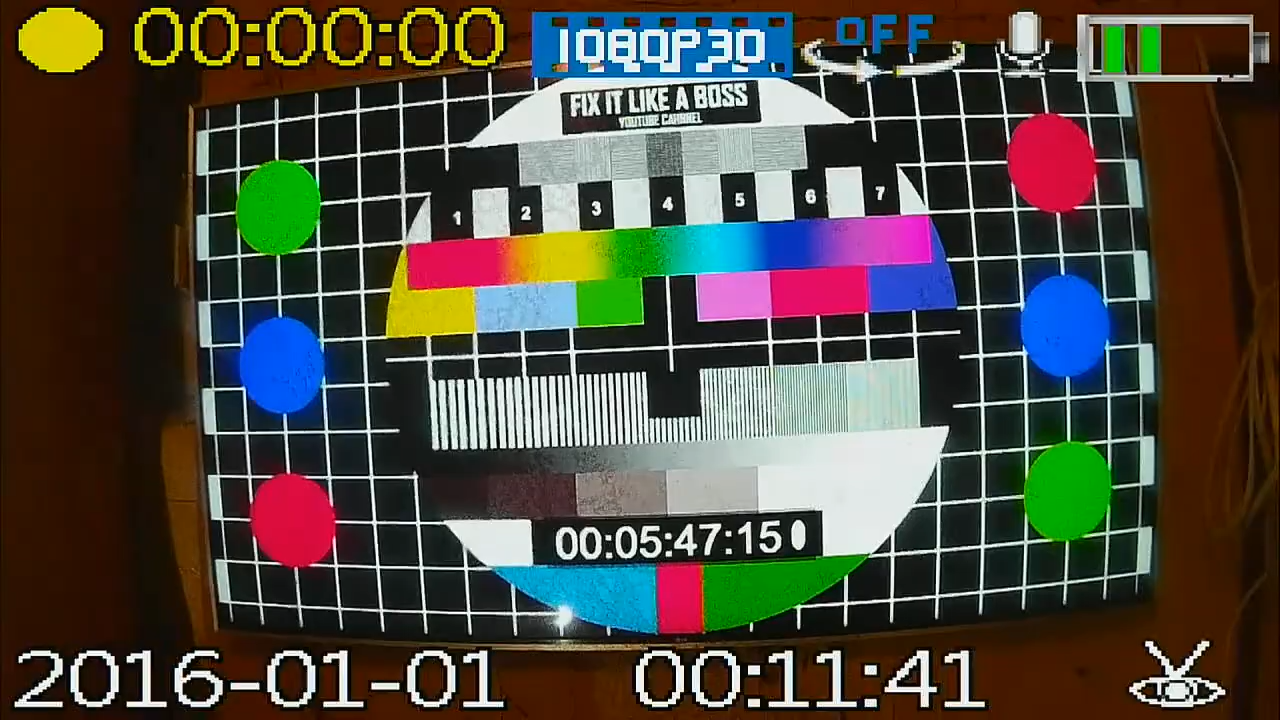 00:00:00 1080P30 OFF
FIX IT LIKE A BOSS
YOUTUBE CHANNEL
1 2 3 4 5 6 7
00:05:47:15
2016-01-01 00:11:41